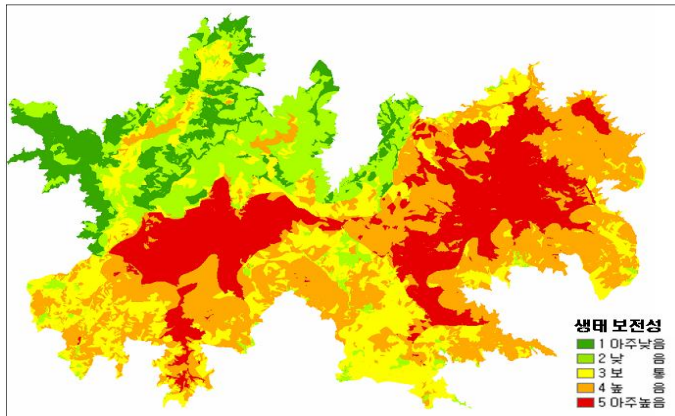 생태 보전성
1 아주낮음
2 낮 음
3 보 통
4 높 음
5 아주높음